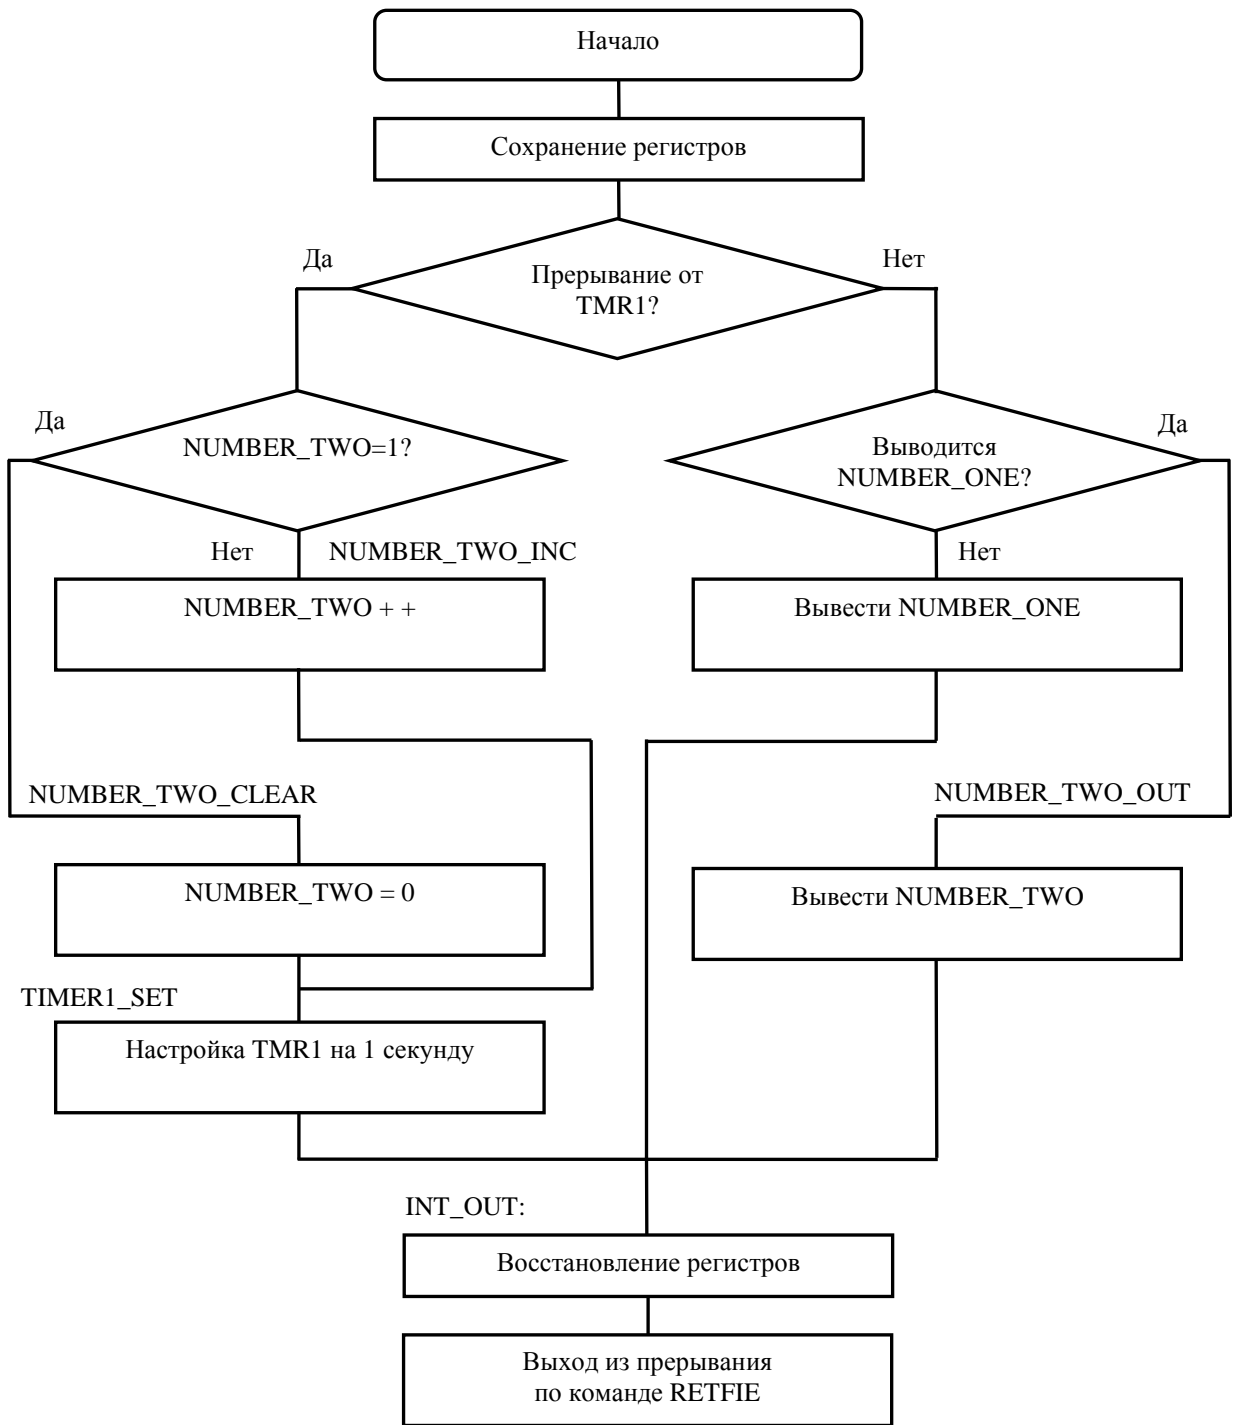 Начало
Сохранение регистров
Да
Нет
Прерывание от
TMR1?
Да
NUMBER_TWO=1?
Выводится
NUMBER_ONE?
Да
Нет
NUMBER_TWO_INC
Нет
NUMBER_TWO + +
Вывести NUMBER_ONE
NUMBER_TWO_CLEAR
NUMBER_TWO_OUT
NUMBER_TWO = 0
Вывести NUMBER_TWO
TIMER1_SET
Настройка TMR1 на 1 секунду
INT_OUT:
Восстановление регистров
Выход из прерывания
по команде RETFIE